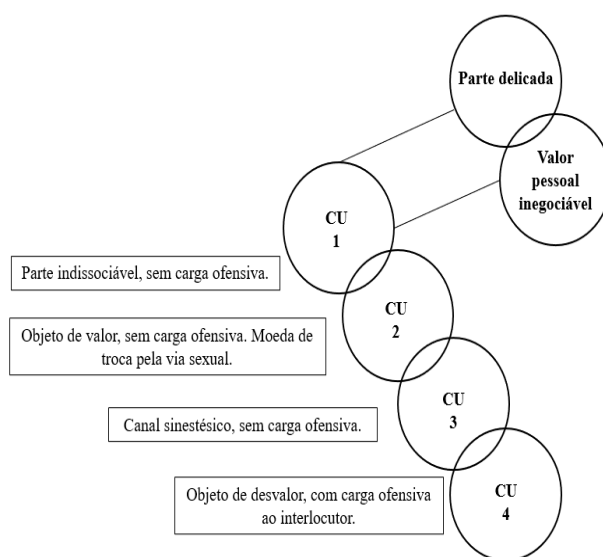 Parte delicada
Valor
pessoal
inegociável
CU
1
Parte indissociável, sem carga ofensiva.
CU
2
Objeto de valor, sem carga ofensiva. Moeda de
troca pela via sexual.
CU
3
Canal sinestésico, sem carga ofensiva.
CU
4
Objeto de desvalor, com carga ofensiva
ao interlocutor.